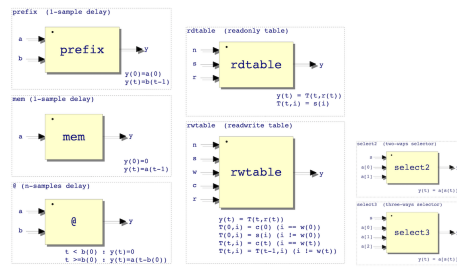 prefix (1-sample delay)
a
b
prefix
y
y(0)=a(0)
y(t)=b(t-1)
mem (1-sample delay)
a
mem
y
y(0)=0
y(t)=a(t-1)
@ (n-samples delay)
a
b
@
y
t < b(0) : y(t)=0
t >=b(0) : y(t)=a(t-b(0))
rdtable (readonly table)
n
s
r
rdtable
y
y(t) = T(t,r(t))
T(t,i) = s(i)
rwtable (readwrite table)
n
s
w
c
r
rwtable
y
y(t) = T(t,r(t))
T(0,i) = c(0) (i == w(0))
T(0,i) = s(i) (i != w(0))
T(t,i) = c(t) (i == w(t))
T(t,i) = T(t-1,i) (i != w(t))
select2 (two-ways selector)
s
a[0]
a[1]
select2
y
y(t) = a[s(t)]
select3 (three-ways selector)
s
a[0]
a[1]
a[2]
select3
y
y(t) = a[s(t)]